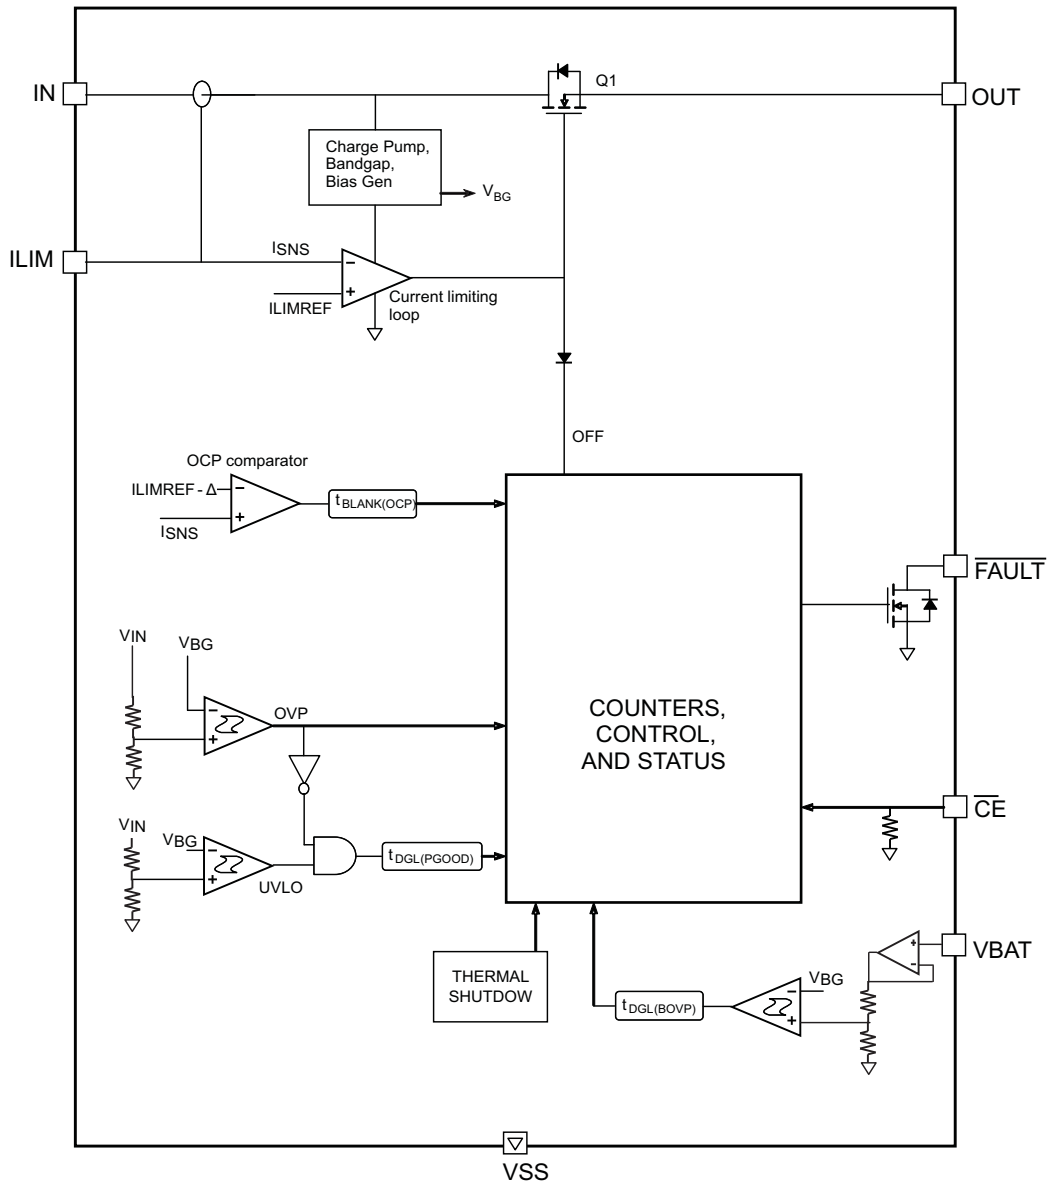 Q1
IN
OUT
Charge Pump,
Bandgap,
Bias Gen
VBG
ISNS
ILIM
ILIMREF
Current limiting
loop
OFF
OCP comparator
ILIMREF - Δ
tBLANK(OCP)
ISNS
FAULT
VIN
VBG
OVP
COUNTERS,
CONTROL,
AND STATUS
CE
VIN
VBG
tDGL(PGOOD)
UVLO
VBAT
THERMAL
SHUTDOW
VBG
tDGL(BOVP)
VSS